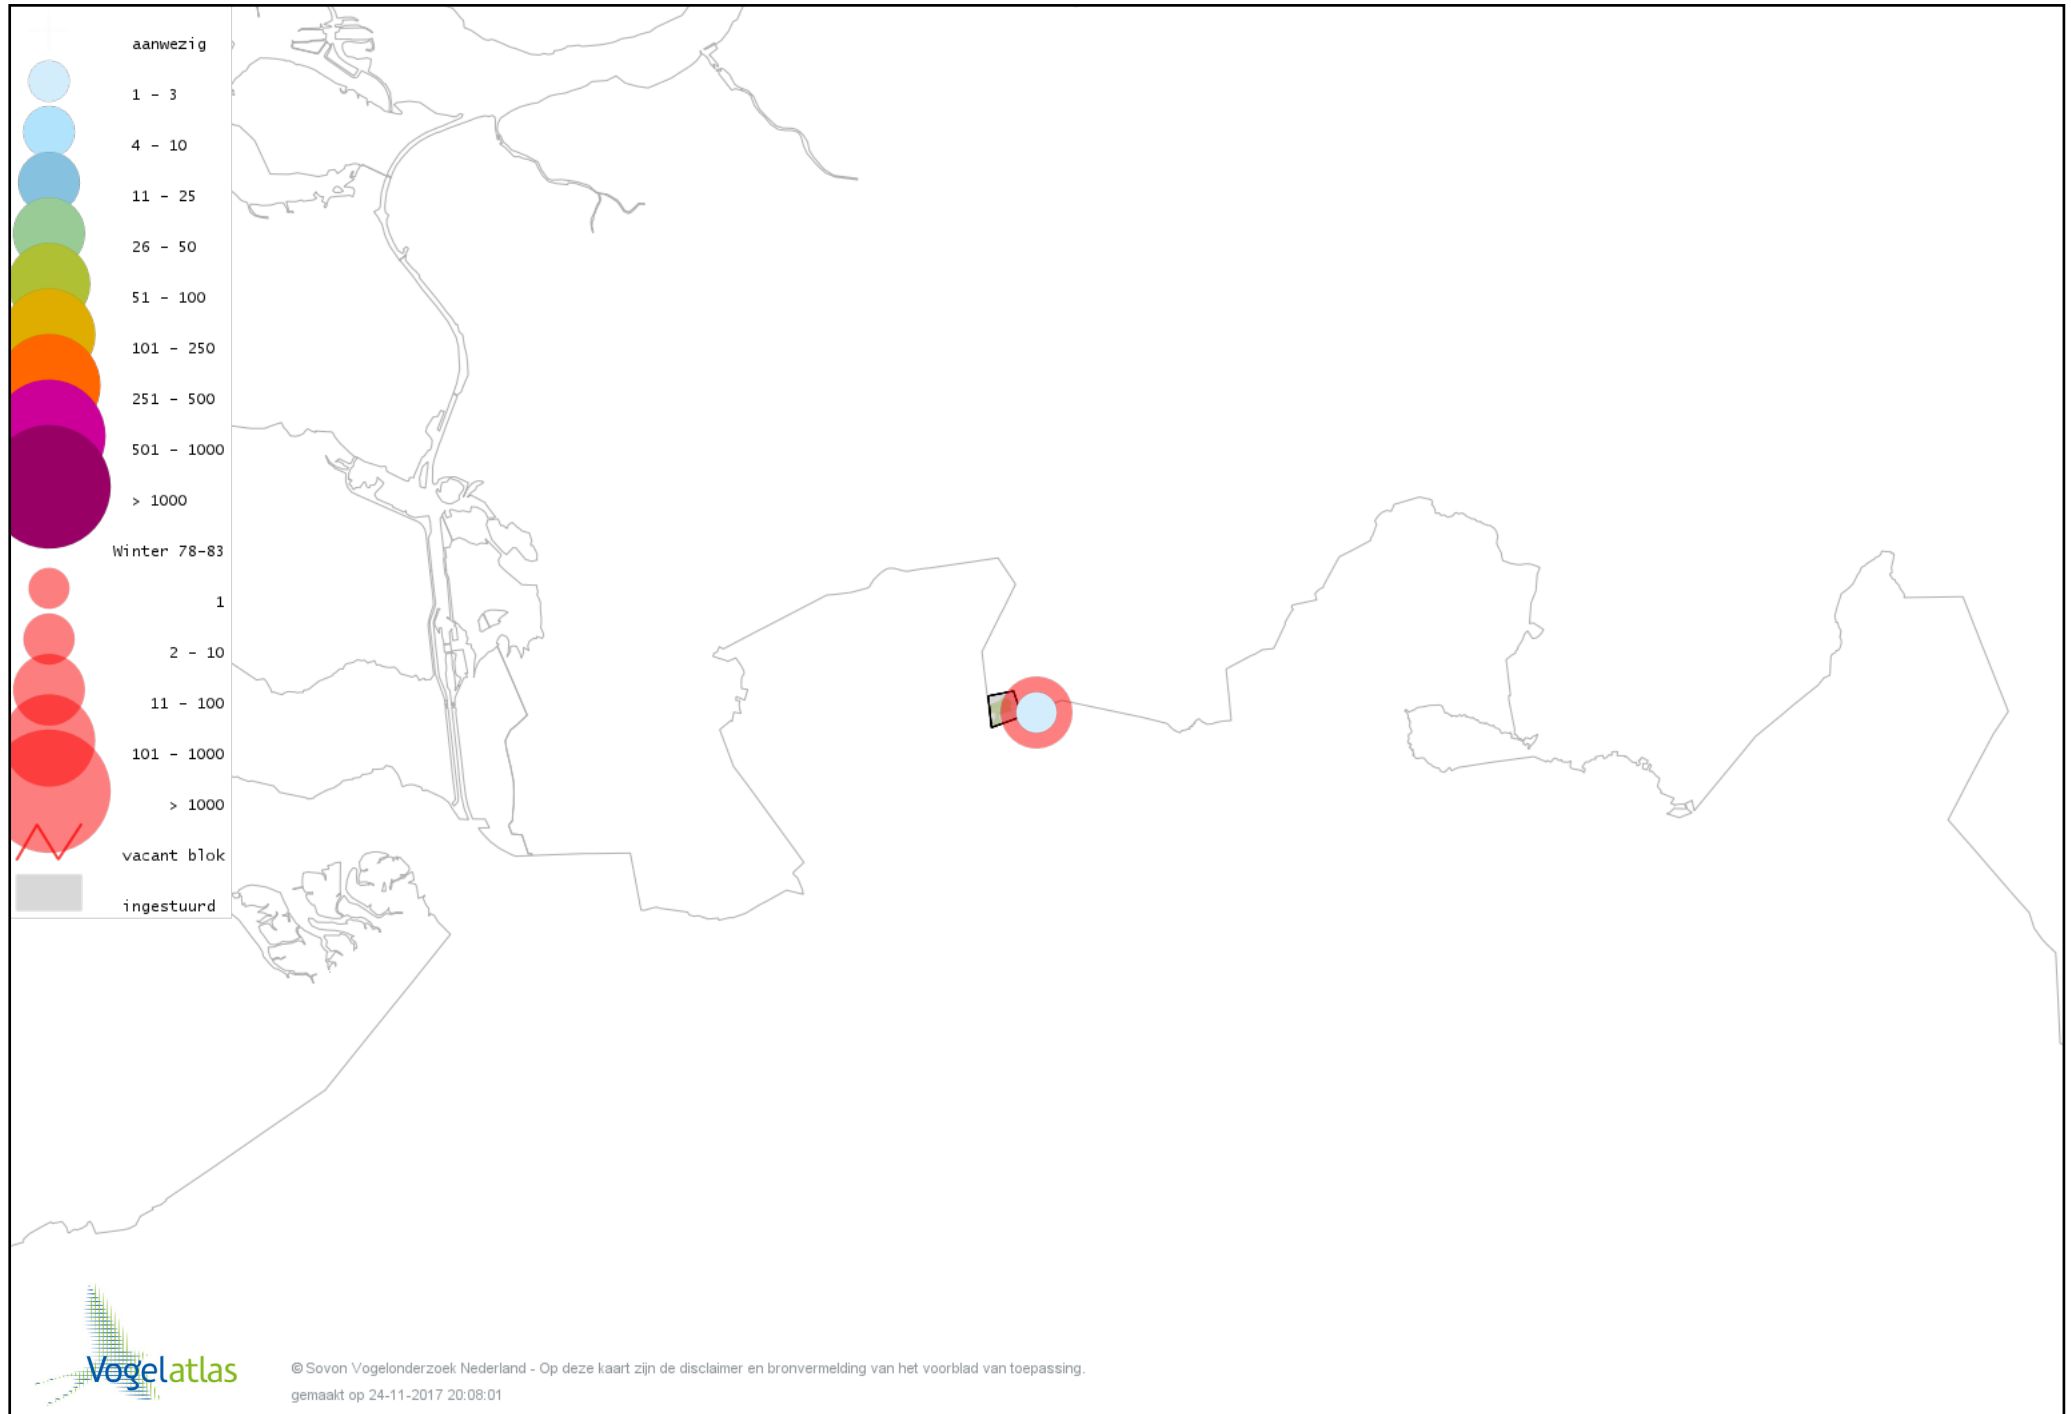 aanwezig
1 - 3
4 - 10
11 - 25
26 - 50
51 - 100
101 - 250
251 - 500
501 - 1000
> 1000
Winter 78-83
1
2 - 10
11 - 100
101 - 1000
> 1000
vacant blok
ingestuurd
Vogelatlas
© Sovon Vogelonderzoek Nederland - Op deze kaart zijn de disclaimer en bronvermelding van het voorblad van toepassing.
gemaakt op 24-11-2017 20:08:01